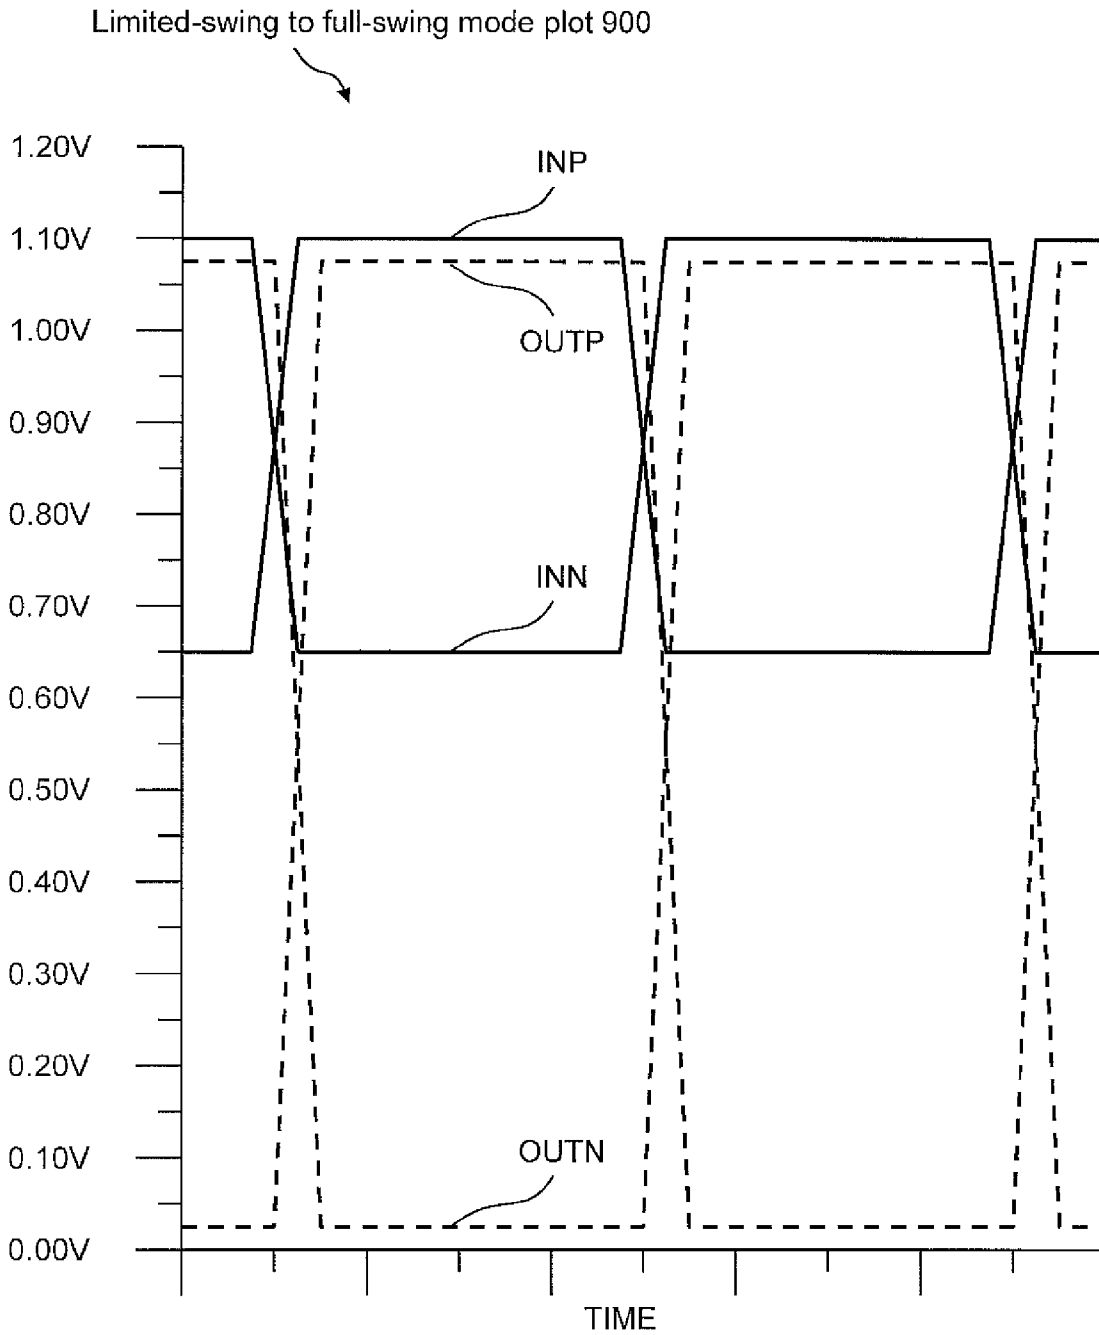 Limited-swing to full-swing mode plot 900
1.20V
INP
1.10V
1.00V
OUTP
0.90V
0.80V
INN
0.70V
0.60V
0.50V
0.40V
0.30V
0.20V
OUTN
0.10V
0.00V
TIME